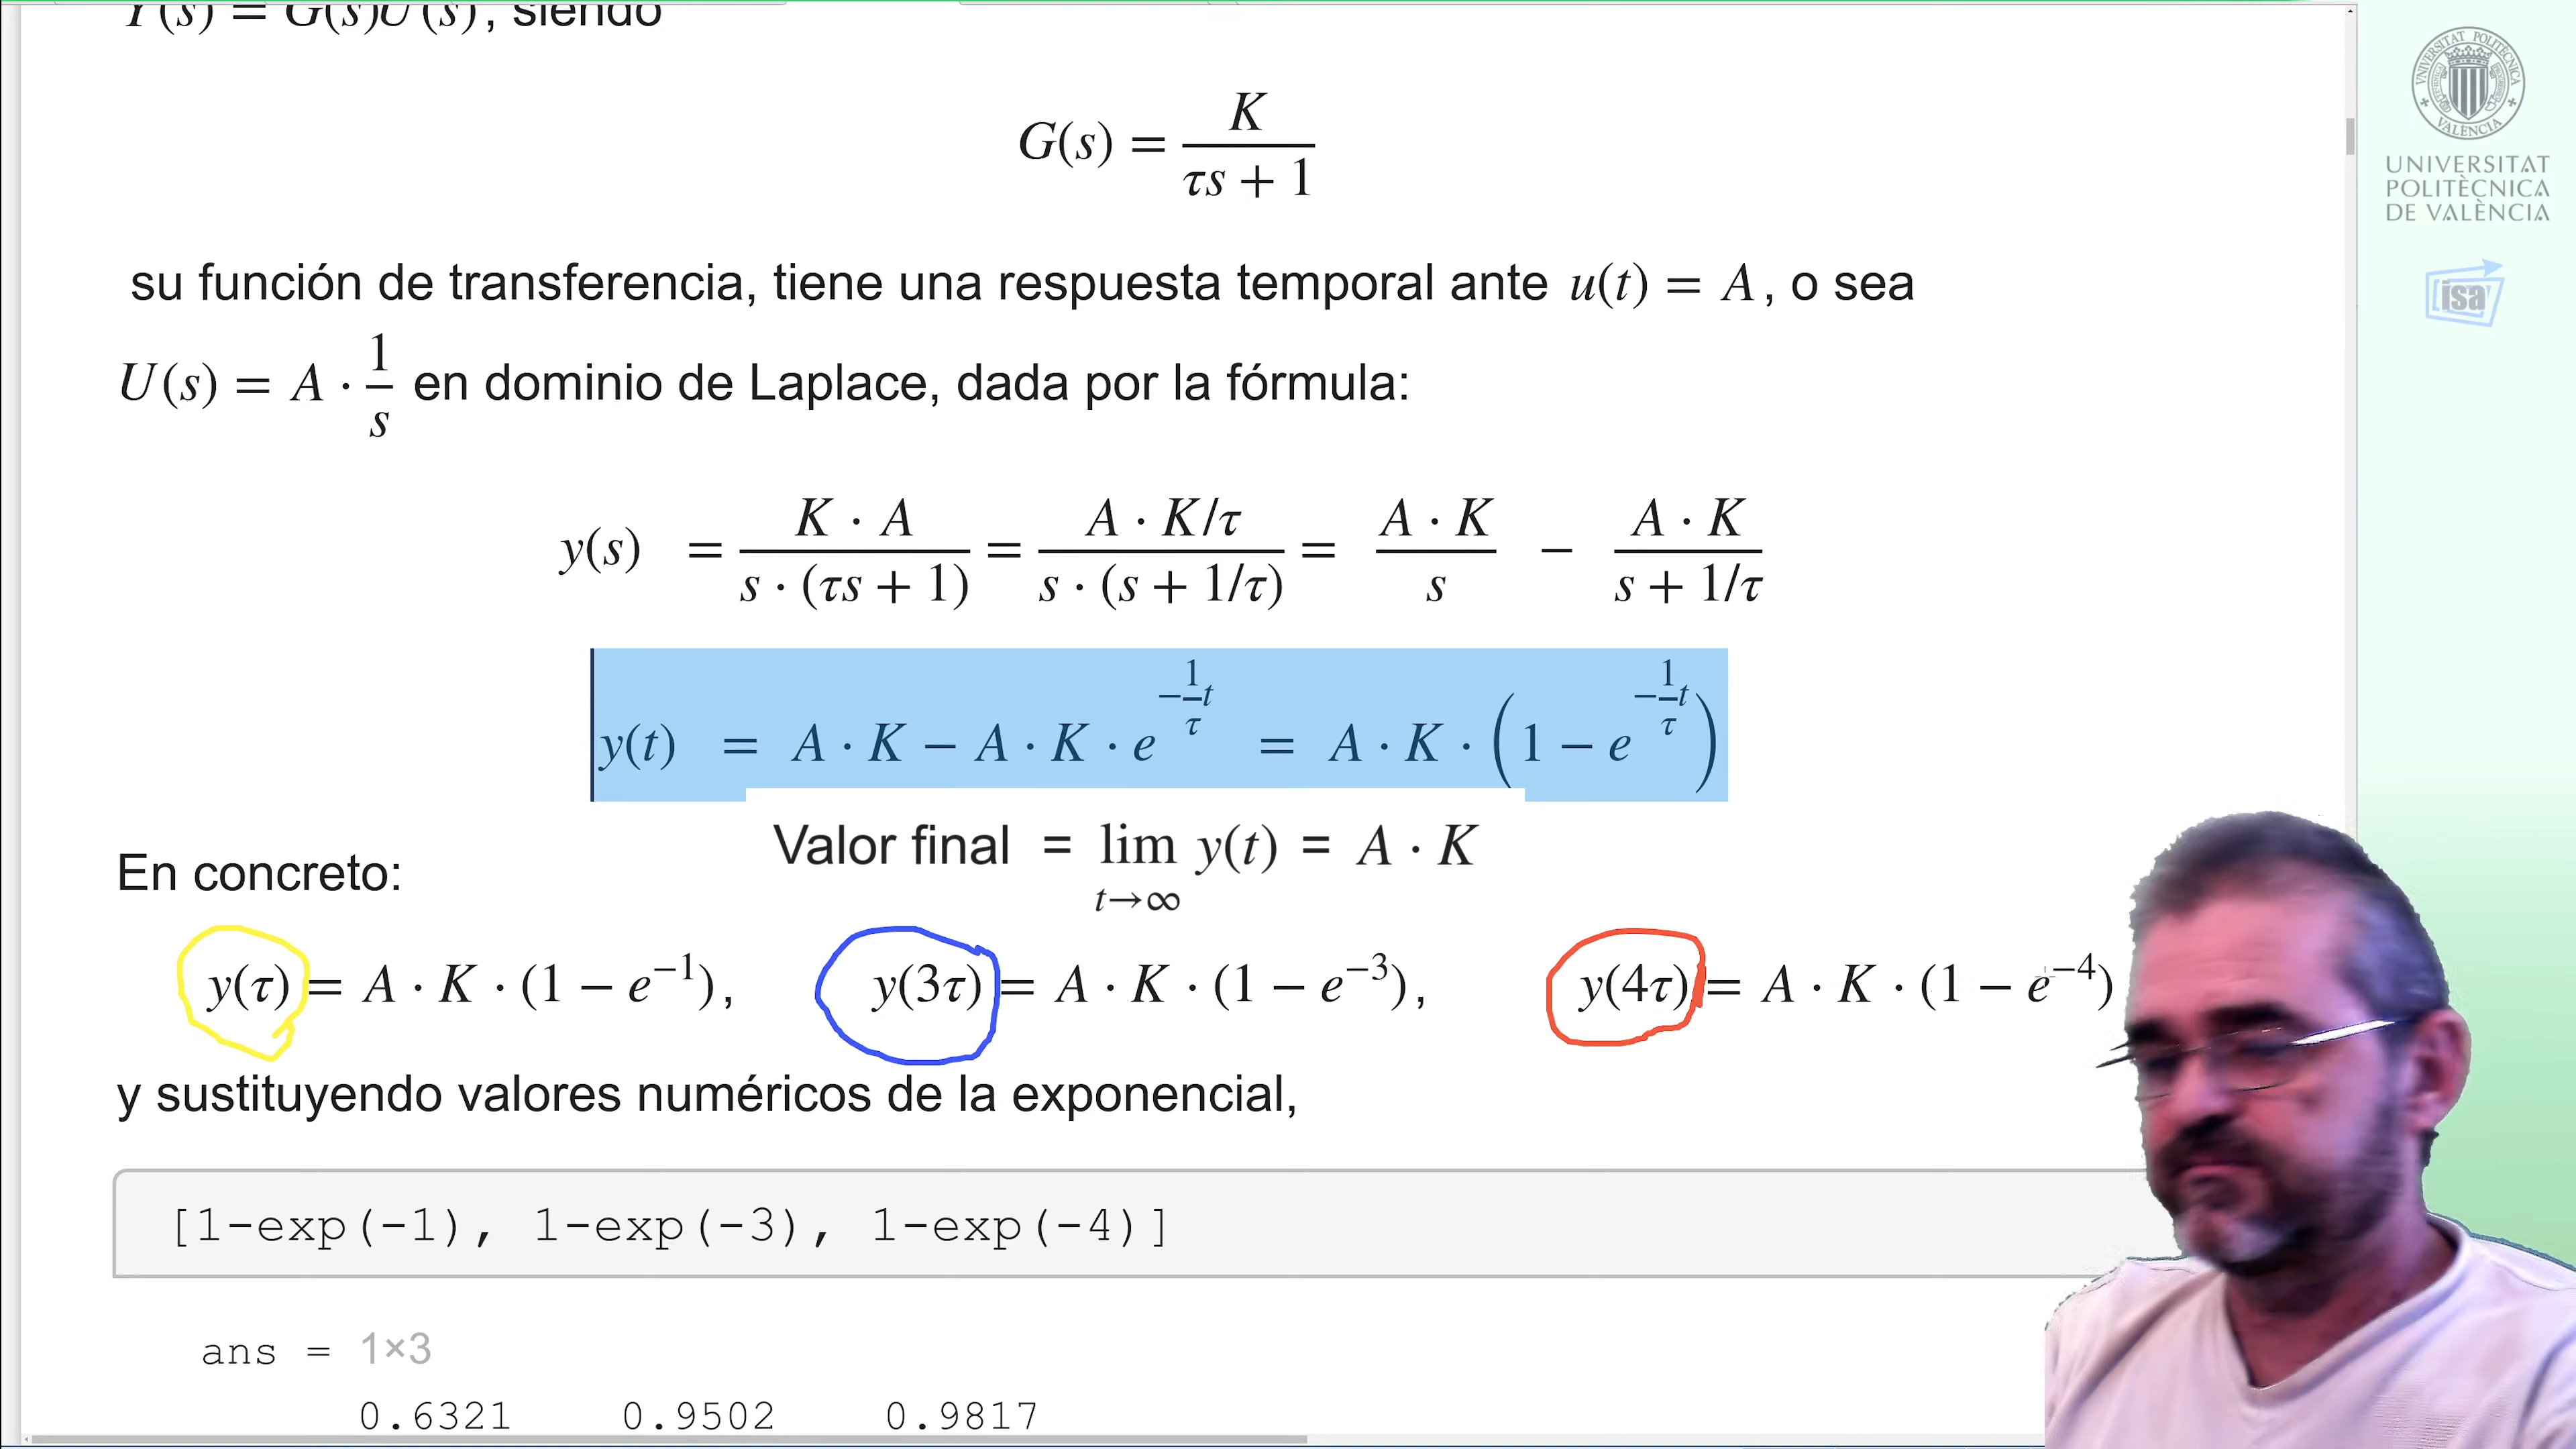 Y(s) = G(s)U(s), siendo
G(s) = K / (τs + 1)
su función de transferencia, tiene una respuesta temporal ante u(t) = A, o sea
U(s) = A · 1/s en dominio de Laplace, dada por la fórmula:
y(s) = K · A / (s · (τs + 1)) = A · K/τ / (s · (s + 1/τ)) = A · K / s − A · K / (s + 1/τ)
y(t) = A · K − A · K · e^(−1/τ t) = A · K · (1 − e^(−1/τ t))
Valor final = lim t→∞ y(t) = A · K
En concreto:
y(τ) = A · K · (1 − e⁻¹), y(3τ) = A · K · (1 − e⁻³), y(4τ) = A · K · (1 − e⁻⁴)
y sustituyendo valores numéricos de la exponencial,
[1-exp(-1), 1-exp(-3), 1-exp(-4)]
ans = 1×3
0.6321 0.9502 0.9817
UNIVERSITAT
POLITÈCNICA
DE VALÈNCIA
isa